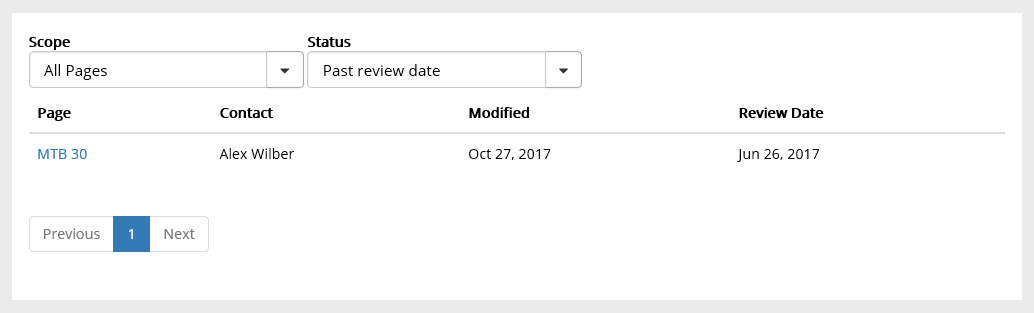 Scope Status
All Pages Past review date
Page Contact Modified Review Date
MTB 30 Alex Wilber Oct 27, 2017 Jun 26, 2017
Previous 1 Next